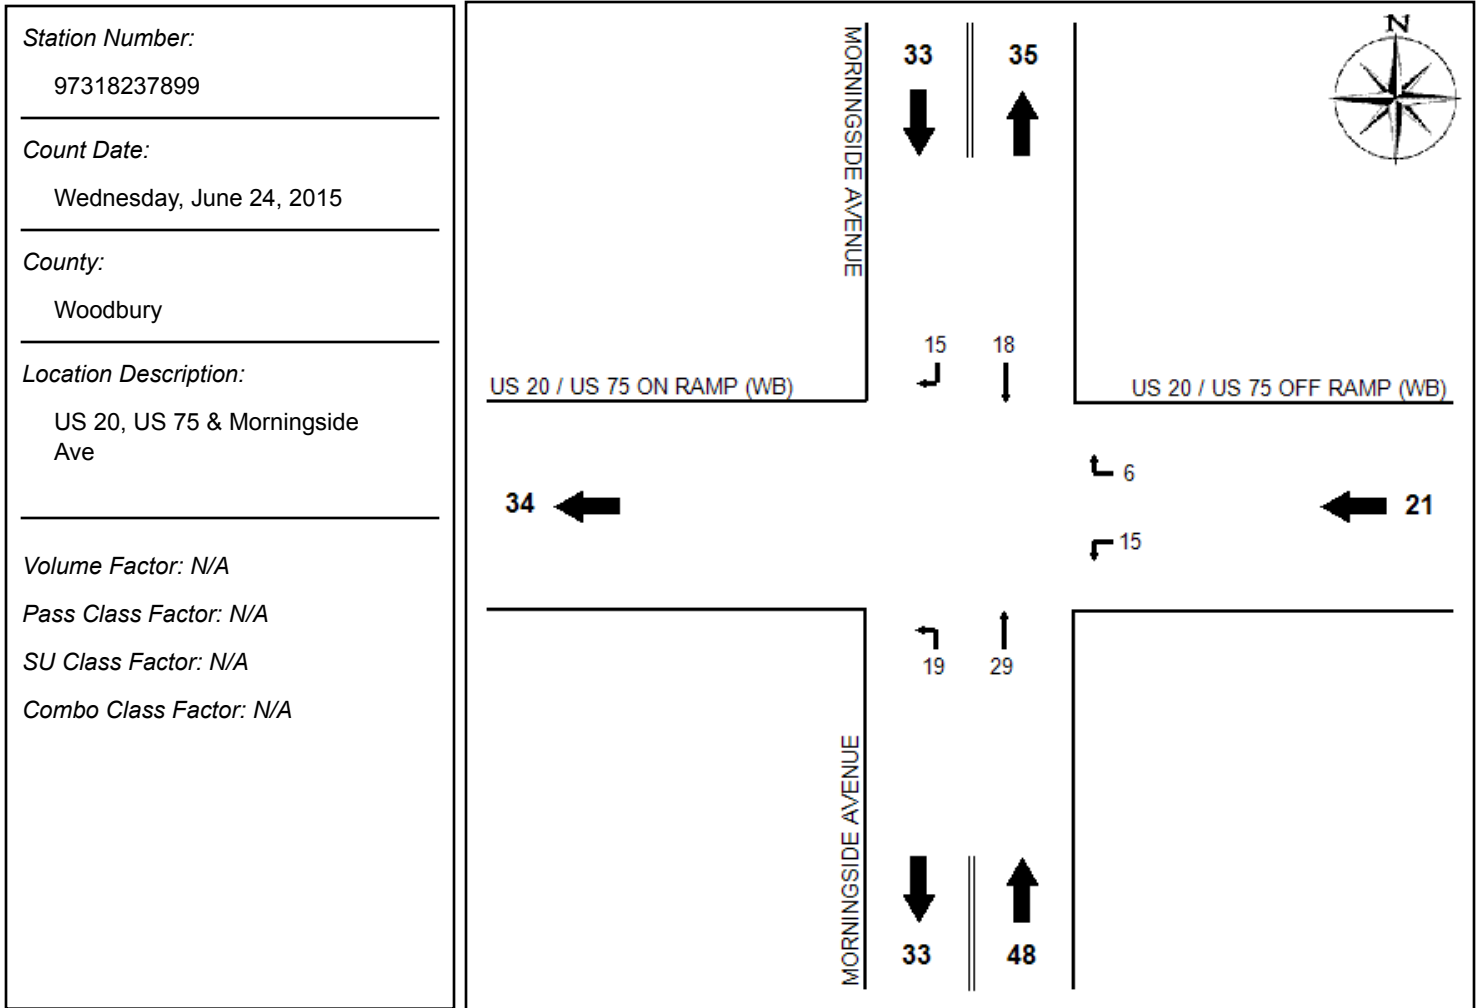 Station Number:
97318237899
Count Date:
Wednesday, June 24, 2015
County:
Woodbury
Location Description:
US 20, US 75 & Morningside
Ave
Volume Factor: N/A
Pass Class Factor: N/A
SU Class Factor: N/A
Combo Class Factor: N/A
N
MORNINGSIDE AVENUE
33
35
15
18
US 20 / US 75 ON RAMP (WB)
US 20 / US 75 OFF RAMP (WB)
6
34
21
15
19
29
MORNINGSIDE AVENUE
33
48